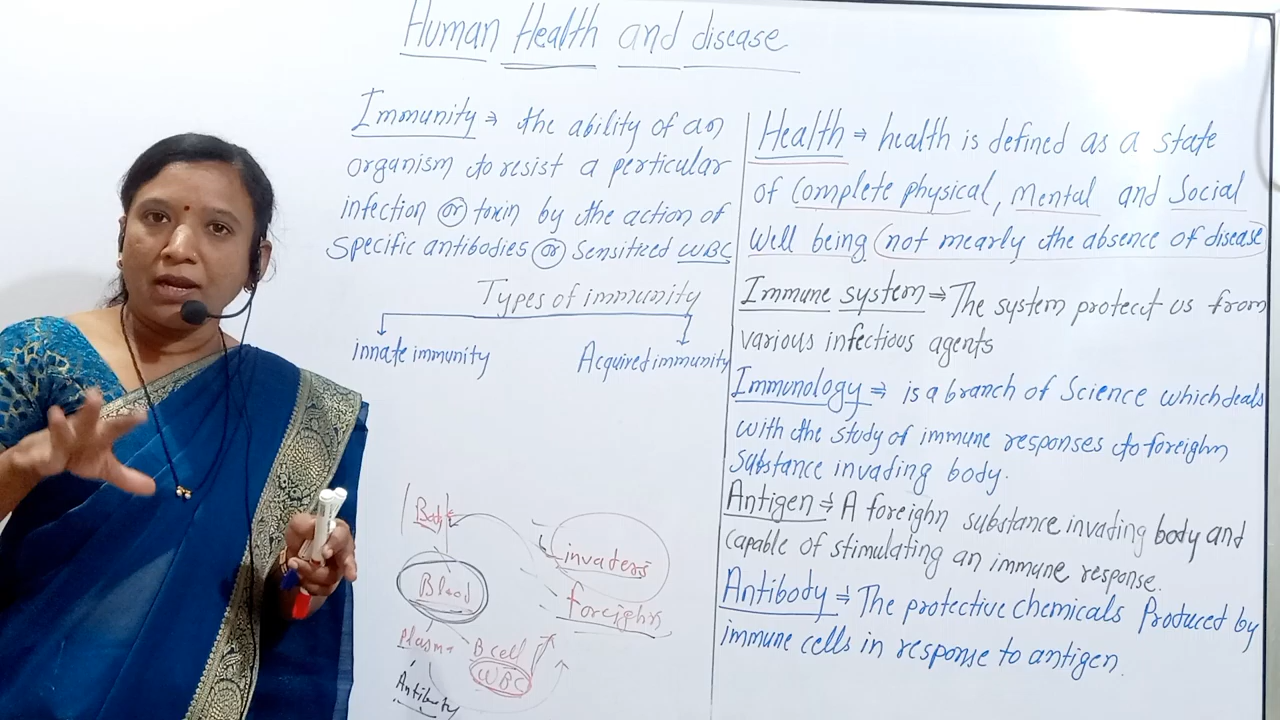 Human Health and disease
Immunity ⇒ the ability of an
organism to resist a perticular
infection or toxin by the action of
Specific antibodies or Sensitized WBC
Types of immunity
innate immunity
Acquired immunity
Body
Blood
Plasma
Antibody
B cell
WBC
invaders
foreighn
Health ⇒ health is defined as a state
of Complete physical, Mental and Social
Well being (not mearly the absence of disease)
Immune system ⇒ The system protect us from
various infectious agents
Immunology ⇒ is a branch of Science which deals
with the study of immune responses to foreighn
substance invading body.
Antigen ⇒ A foreighn substance invading body and
capable of stimulating an immune response.
Antibody ⇒ The protective chemicals Produced by
immune cells in response to antigen.